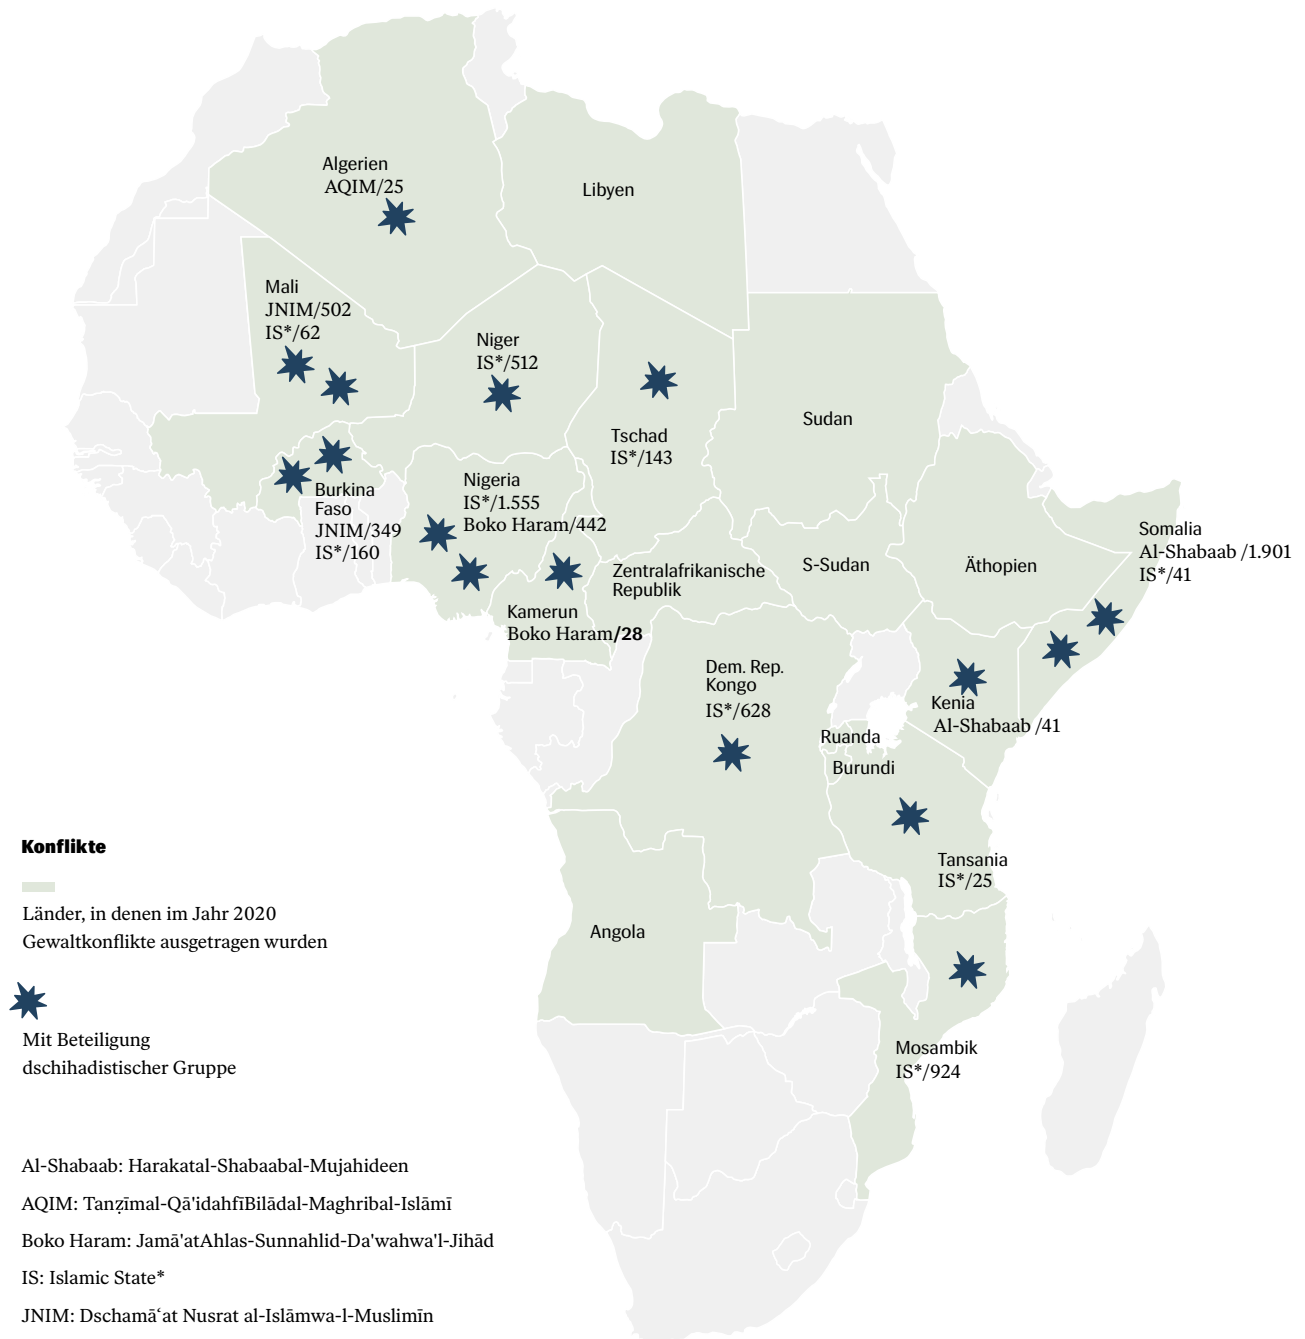 Algerien
AQIM/25
Libyen
Mali
JNIM/502
IS*/62
Niger
IS*/512
Tschad
IS*/143
Sudan
Burkina
Faso
JNIM/349
IS*/160
Nigeria
IS*/1.555
Boko Haram/442
Kamerun
Boko Haram/28
Zentralafrikanische
Republik
S-Sudan
Äthopien
Somalia
Al-Shabaab /1.901
IS*/41
Dem. Rep.
Kongo
IS*/628
Kenia
Al-Shabaab /41
Ruanda
Burundi
Tansania
IS*/25
Angola
Mosambik
IS*/924
Konflikte
Länder, in denen im Jahr 2020
Gewaltkonflikte ausgetragen wurden
Mit Beteiligung
dschihadistischer Gruppe
Al-Shabaab: Harakatal-Shabaabal-Mujahideen
AQIM: Tanẓīmal-Qā'idahfīBilādal-Maghribal-Islāmī
Boko Haram: Jamā'atAhlas-Sunnahlid-Da'wahwa'l-Jihād
IS: Islamic State*
JNIM: Dschamāʿat Nusrat al-Islāmwa-l-Muslimīn